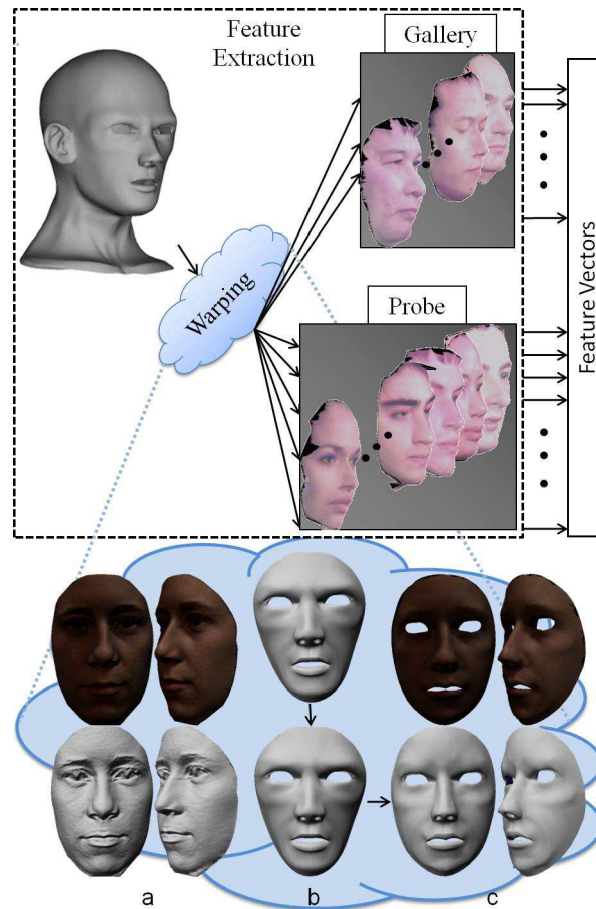 Feature
Extraction
Gallery
Warping
Probe
Feature Vectors
a
b
c